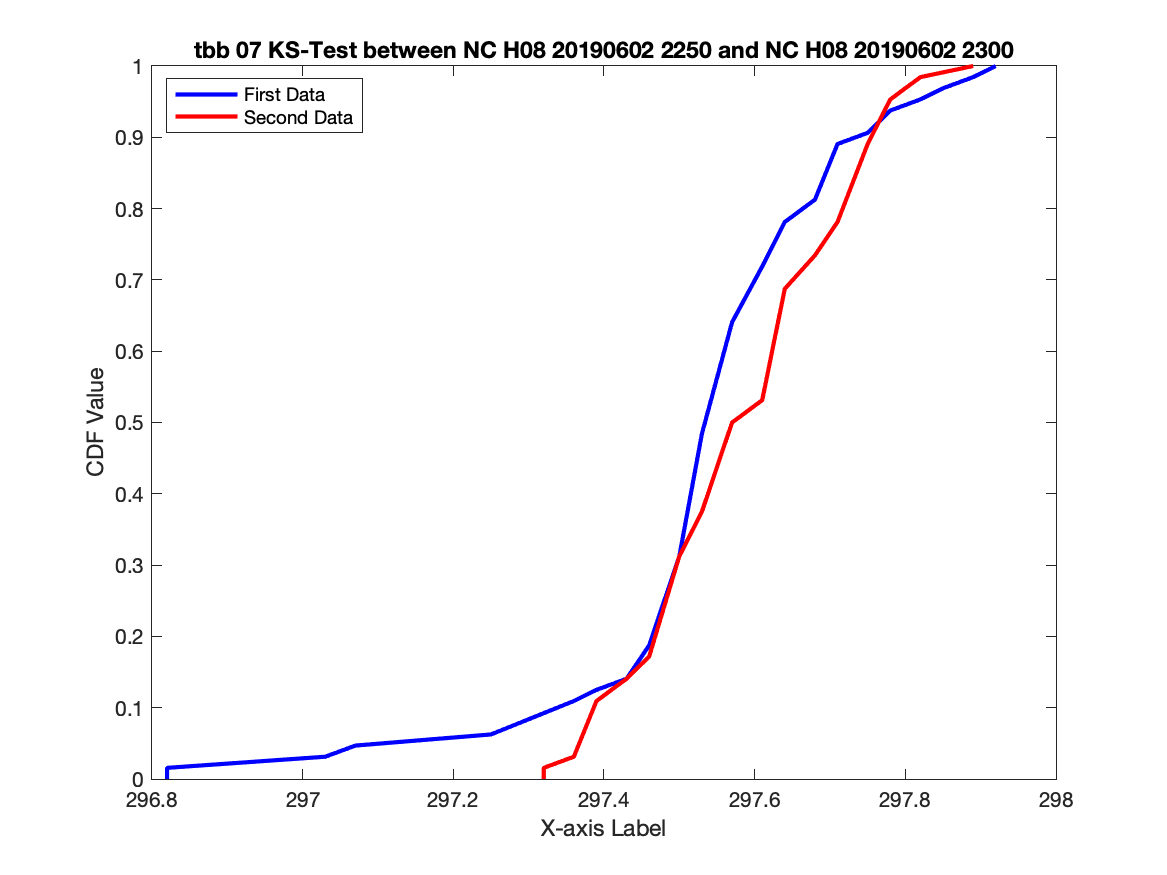 tbb 07 KS-Test between NC H08 20190602 2250 and NC H08 20190602 2300
First Data
Second Data
1
0.9
0.8
0.7
0.6
0.5
0.4
0.3
0.2
0.1
0
CDF Value
296.8 297 297.2 297.4 297.6 297.8 298
X-axis Label